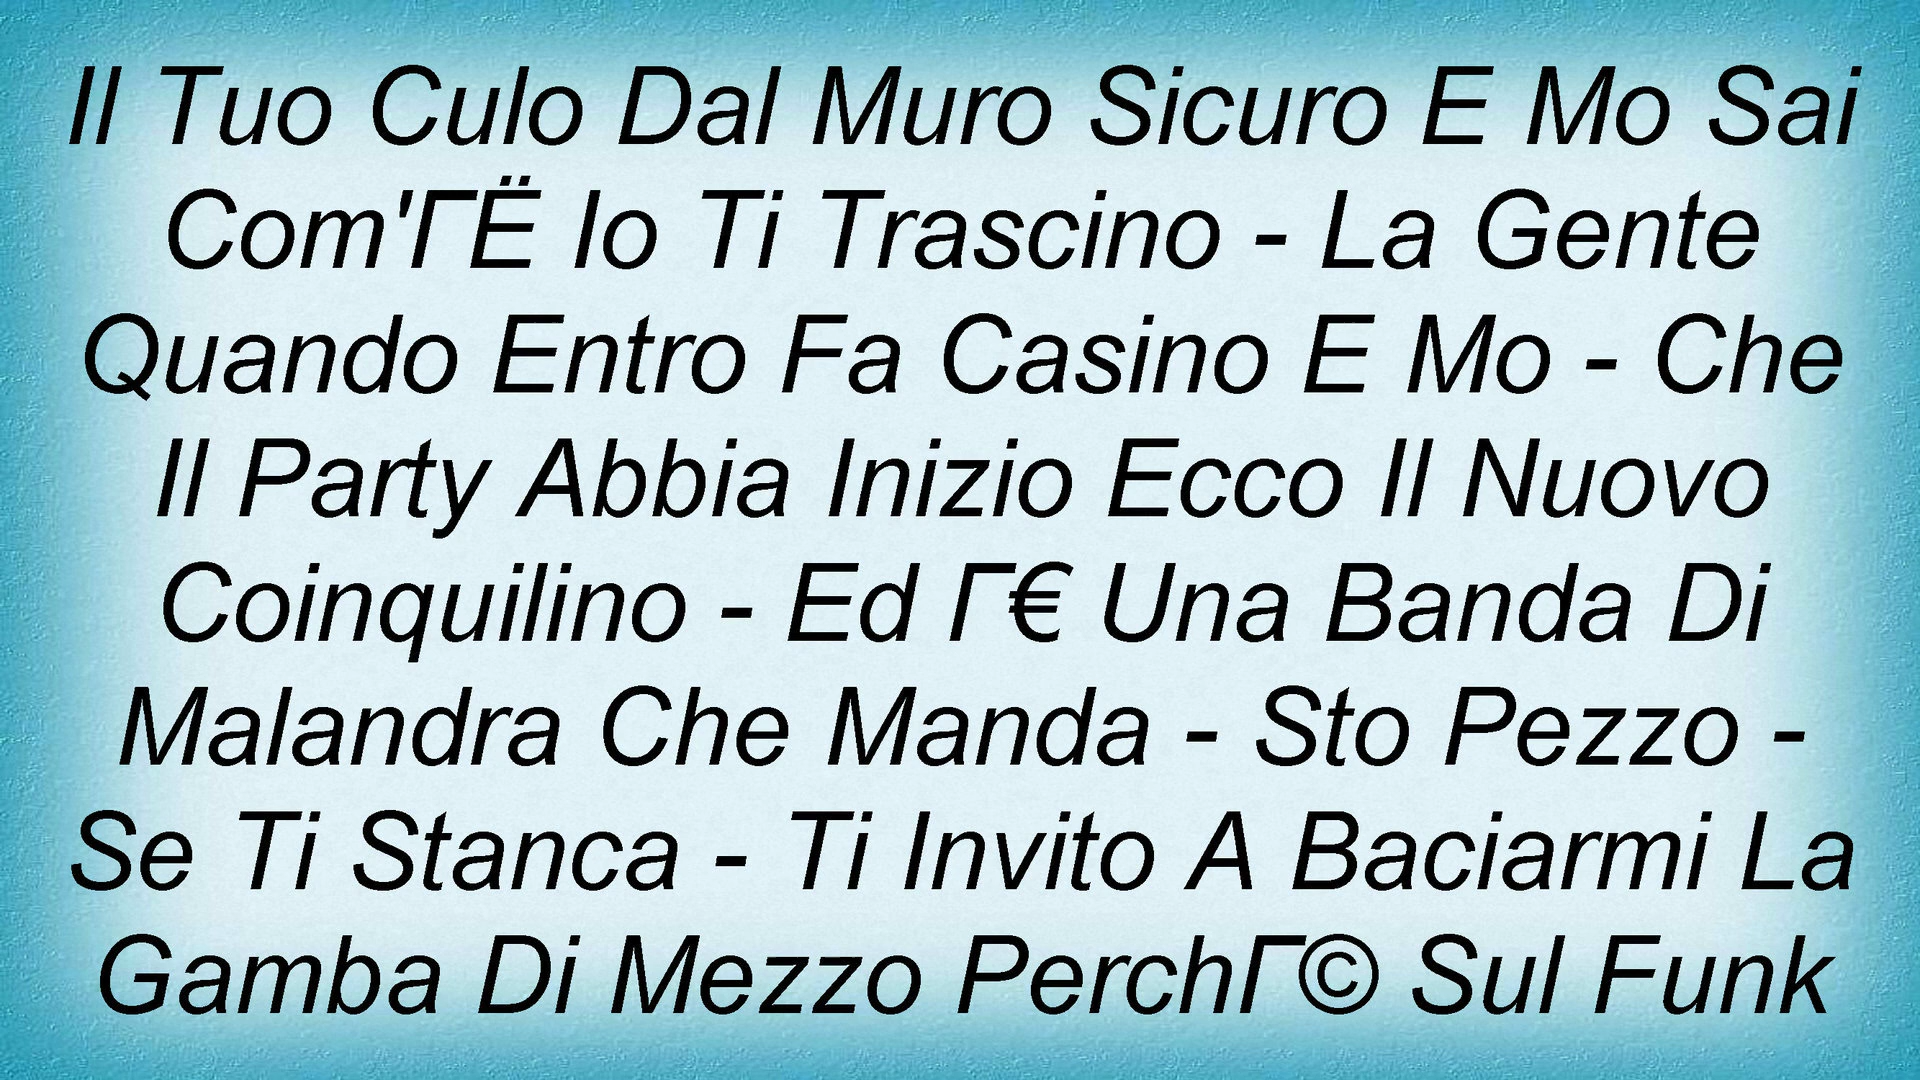 Il Tuo Culo Dal Muro Sicuro E Mo Sai
Com'ГЁ Io Ti Trascino - La Gente
Quando Entro Fa Casino E Mo - Che
Il Party Abbia Inizio Ecco Il Nuovo
Coinquilino - Ed Г€ Una Banda Di
Malandra Che Manda - Sto Pezzo -
Se Ti Stanca - Ti Invito A Baciarmi La
Gamba Di Mezzo PerchГ© Sul Funk